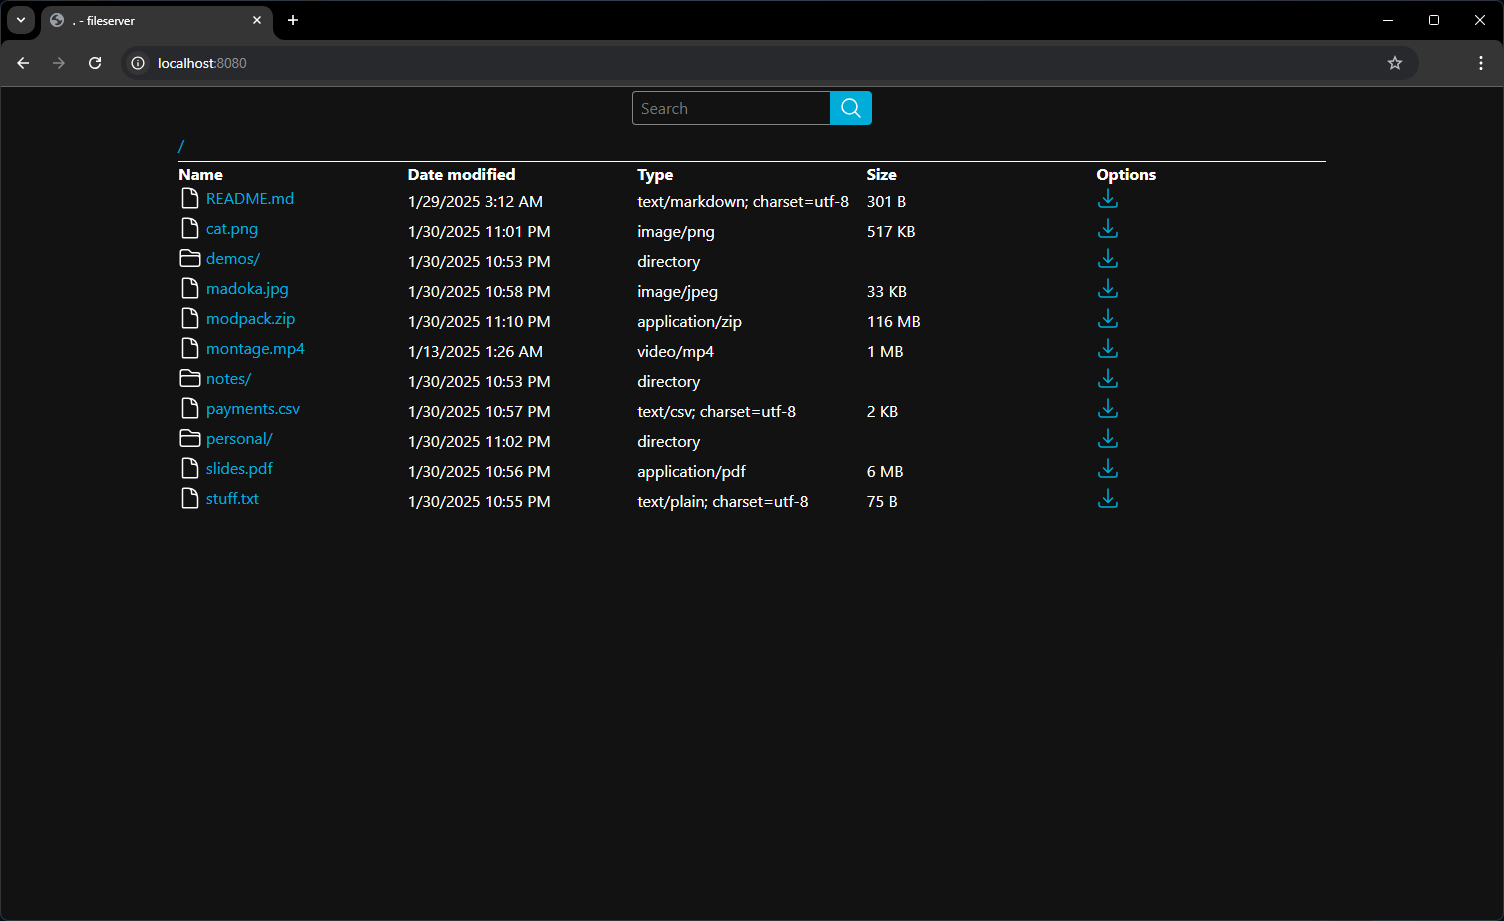 . - fileserver
localhost:8080
Search
/
Name Date modified Type Size Options
README.md 1/29/2025 3:12 AM text/markdown; charset=utf-8 301 B
cat.png 1/30/2025 11:01 PM image/png 517 KB
demos/ 1/30/2025 10:53 PM directory
madoka.jpg 1/30/2025 10:58 PM image/jpeg 33 KB
modpack.zip 1/30/2025 11:10 PM application/zip 116 MB
montage.mp4 1/13/2025 1:26 AM video/mp4 1 MB
notes/ 1/30/2025 10:53 PM directory
payments.csv 1/30/2025 10:57 PM text/csv; charset=utf-8 2 KB
personal/ 1/30/2025 11:02 PM directory
slides.pdf 1/30/2025 10:56 PM application/pdf 6 MB
stuff.txt 1/30/2025 10:55 PM text/plain; charset=utf-8 75 B